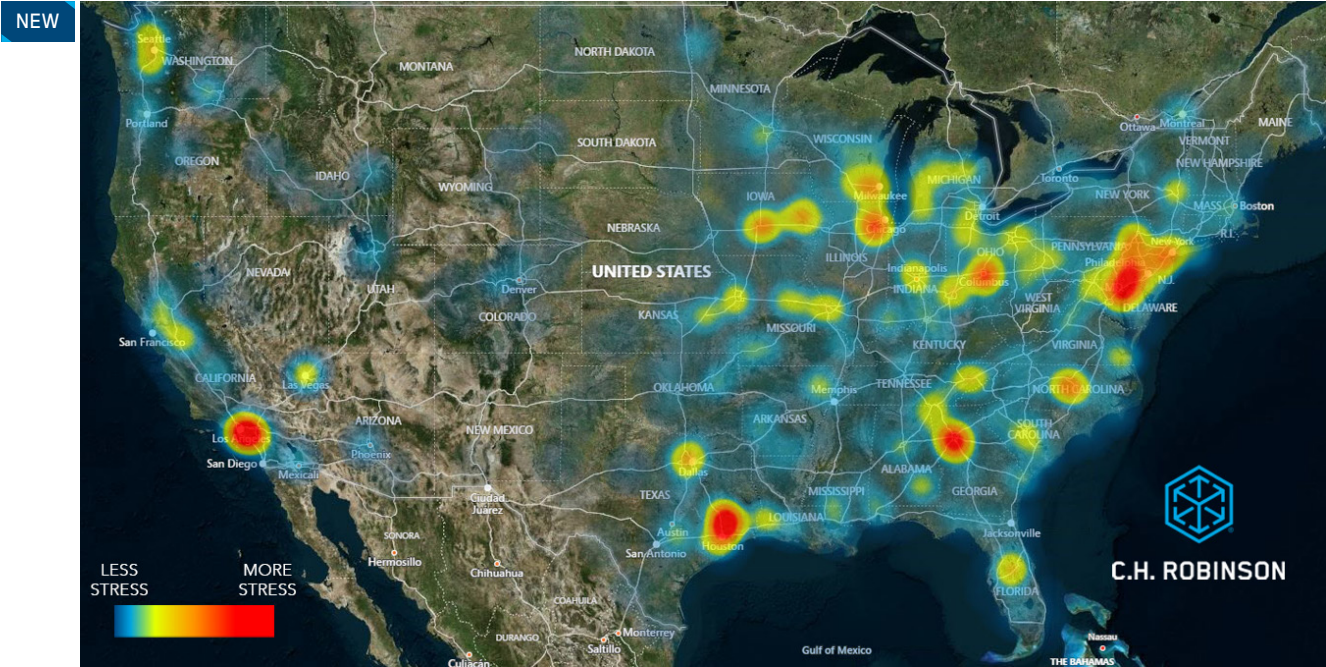 NEW
Seattle
WASHINGTON
MONTANA
NORTH DAKOTA
MINNESOTA
Portland
Ottawa
Montreal
MAINE
OREGON
IDAHO
SOUTH DAKOTA
WISCONSIN
VERMONT
NEW HAMPSHIRE
WYOMING
IOWA
Milwaukee
MICHIGAN
Toronto
NEW YORK
MASS
Boston
NEBRASKA
Chicago
Detroit
R.I.
NEVADA
UNITED STATES
ILLINOIS
Indianapolis
OHIO
PENNSYLVANIA
New York
Philadelphia
UTAH
Denver
INDIANA
Columbus
N.J.
COLORADO
KANSAS
MISSOURI
WEST
VIRGINIA
DELAWARE
San Francisco
KENTUCKY
VIRGINIA
CALIFORNIA
Las Vegas
OKLAHOMA
Memphis
TENNESSEE
NORTH CAROLINA
ARIZONA
NEW MEXICO
ARKANSAS
SOUTH
CAROLINA
Los Angeles
San Diego
Phoenix
Mexicali
Dallas
ALABAMA
TEXAS
MISSISSIPPI
GEORGIA
Ciudad
Juárez
LOUISIANA
SONORA
Hermosillo
Austin
Houston
San Antonio
Jacksonville
Chihuahua
FLORIDA
C.H. ROBINSON
LESS
STRESS
MORE
STRESS
COAHUILA
DURANGO
Monterrey
Saltillo
Culiacán
Gulf of Mexico
Nassau
THE BAHAMAS